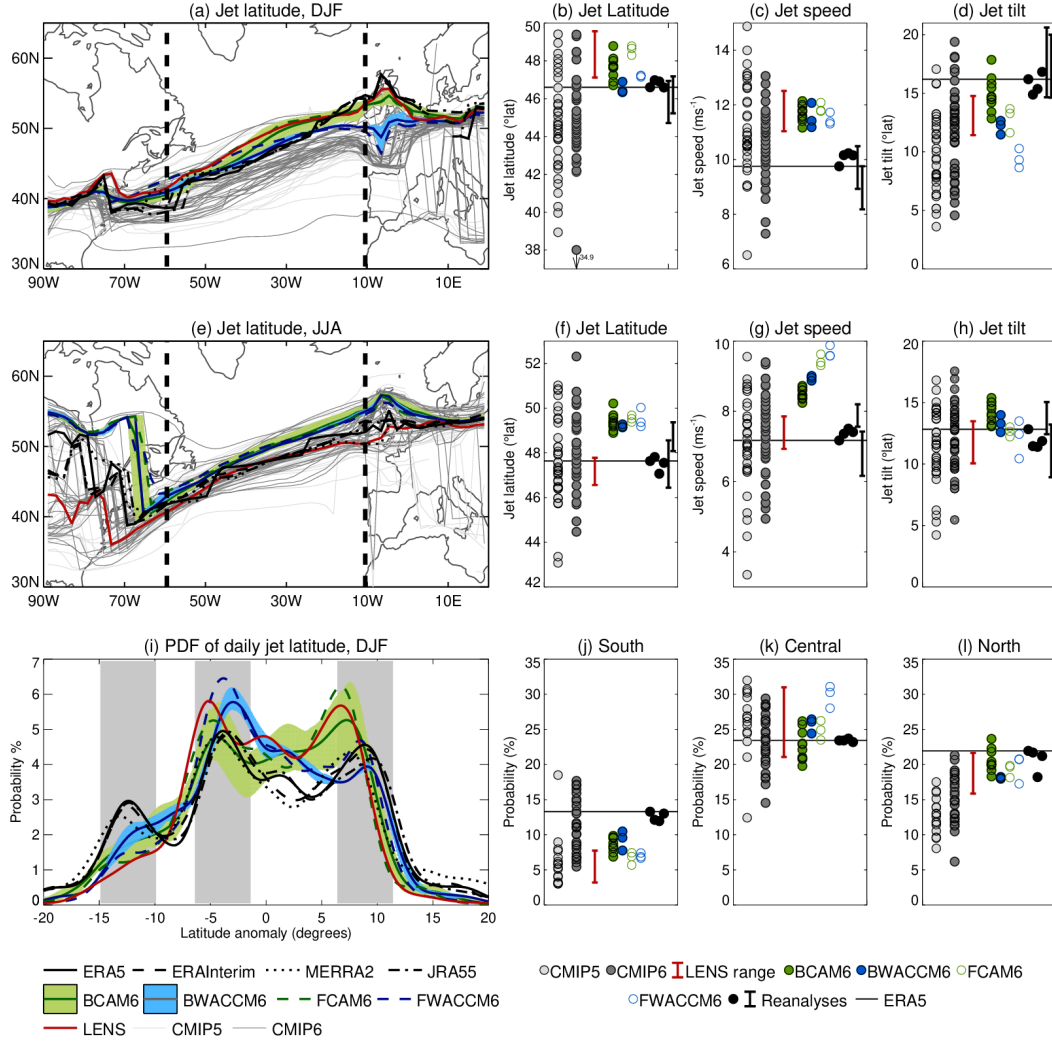 (a) Jet latitude, DJF
60N
50N
40N
30N
90W 70W 50W 30W 10W 10E
(b) Jet Latitude
Jet latitude (°lat)
50
48
46
44
42
40
38
34.9
(c) Jet speed
Jet speed (ms-1)
15
12
10
8
6
(d) Jet tilt
Jet tilt (°lat)
20
15
10
5
0
(e) Jet latitude, JJA
60N
50N
40N
30N
90W 70W 50W 30W 10W 10E
(f) Jet Latitude
Jet latitude (°lat)
52
50
48
46
44
42
(g) Jet speed
Jet speed (ms-1)
10
8
6
4
(h) Jet tilt
Jet tilt (°lat)
20
15
10
5
0
(i) PDF of daily jet latitude, DJF
Probability %
7
6
5
4
3
2
1
0
-20 -15 -10 -5 0 5 10 15 20
Latitude anomaly (degrees)
(j) South
Probability (%)
35
30
25
20
15
10
5
0
(k) Central
Probability (%)
35
30
25
20
15
10
5
0
(l) North
Probability (%)
35
30
25
20
15
10
5
0
ERA5 ERAInterim MERRA2 JRA55
BCAM6 BWACCM6 FCAM6 FWACCM6
LENS CMIP5 CMIP6
CMIP5 CMIP6 LENS range BCAM6 BWACCM6 FCAM6
FWACCM6 Reanalyses ERA5